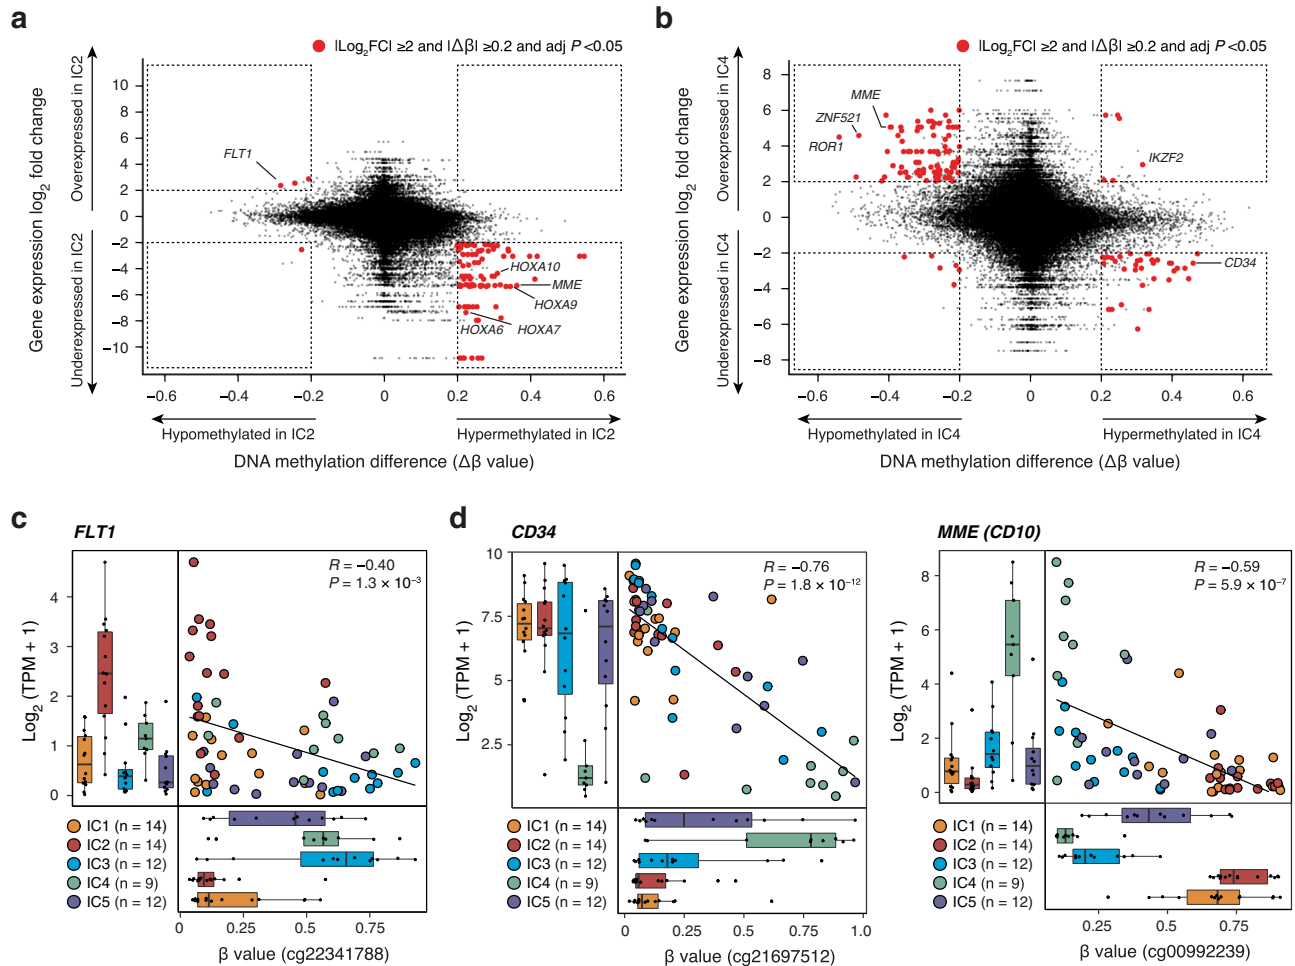 a
|Log2FC| ≥2 and |Δβ| ≥0.2 and adj P <0.05
Gene expression log2 fold change
Overexpressed in IC2
Underexpressed in IC2
10
8
6
4
2
0
−2
−4
−6
−8
−10
FLT1
HOXA10
MME
HOXA9
HOXA6
HOXA7
−0.6 −0.4 −0.2 0 0.2 0.4 0.6
Hypomethylated in IC2
Hypermethylated in IC2
DNA methylation difference (Δβ value)
b
|Log2FC| ≥2 and |Δβ| ≥0.2 and adj P <0.05
Gene expression log2 fold change
Overexpressed in IC4
Underexpressed in IC4
8
6
4
2
0
−2
−4
−6
−8
MME
ZNF521
ROR1
IKZF2
CD34
−0.6 −0.4 −0.2 0 0.2 0.4 0.6
Hypomethylated in IC4
Hypermethylated in IC4
DNA methylation difference (Δβ value)
c
FLT1
R = −0.40
P = 1.3 × 10−3
Log2 (TPM + 1)
4
3
2
1
0
IC1 (n = 14)
IC2 (n = 14)
IC3 (n = 12)
IC4 (n = 9)
IC5 (n = 12)
0 0.25 0.5 0.75
β value (cg22341788)
d
CD34
R = −0.76
P = 1.8 × 10−12
Log2 (TPM + 1)
10
7.5
5
2.5
IC1 (n = 14)
IC2 (n = 14)
IC3 (n = 12)
IC4 (n = 9)
IC5 (n = 12)
0 0.25 0.5 0.75 1.0
β value (cg21697512)
MME (CD10)
R = −0.59
P = 5.9 × 10−7
Log2 (TPM + 1)
8
6
4
2
0
IC1 (n = 14)
IC2 (n = 14)
IC3 (n = 12)
IC4 (n = 9)
IC5 (n = 12)
0.25 0.5 0.75
β value (cg00992239)